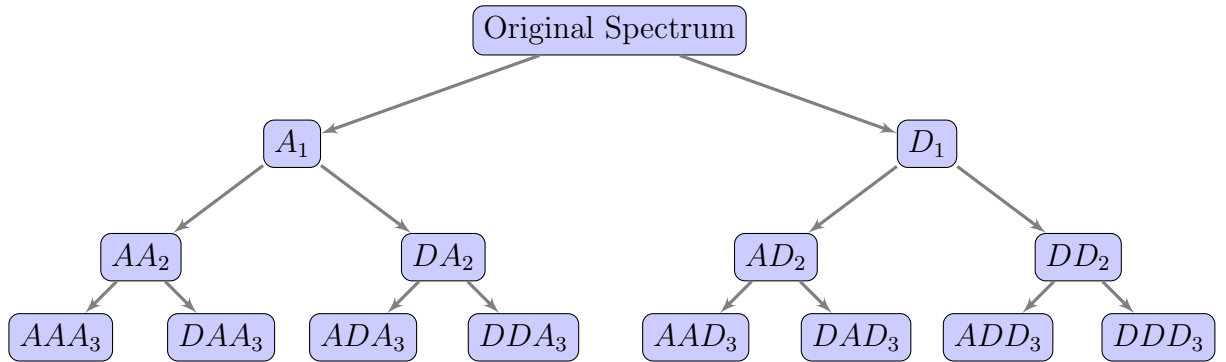 Original Spectrum
A₁ D₁
AA₂ DA₂ AD₂ DD₂
AAA₃ DAA₃ ADA₃ DDA₃ AAD₃ DAD₃ ADD₃ DDD₃